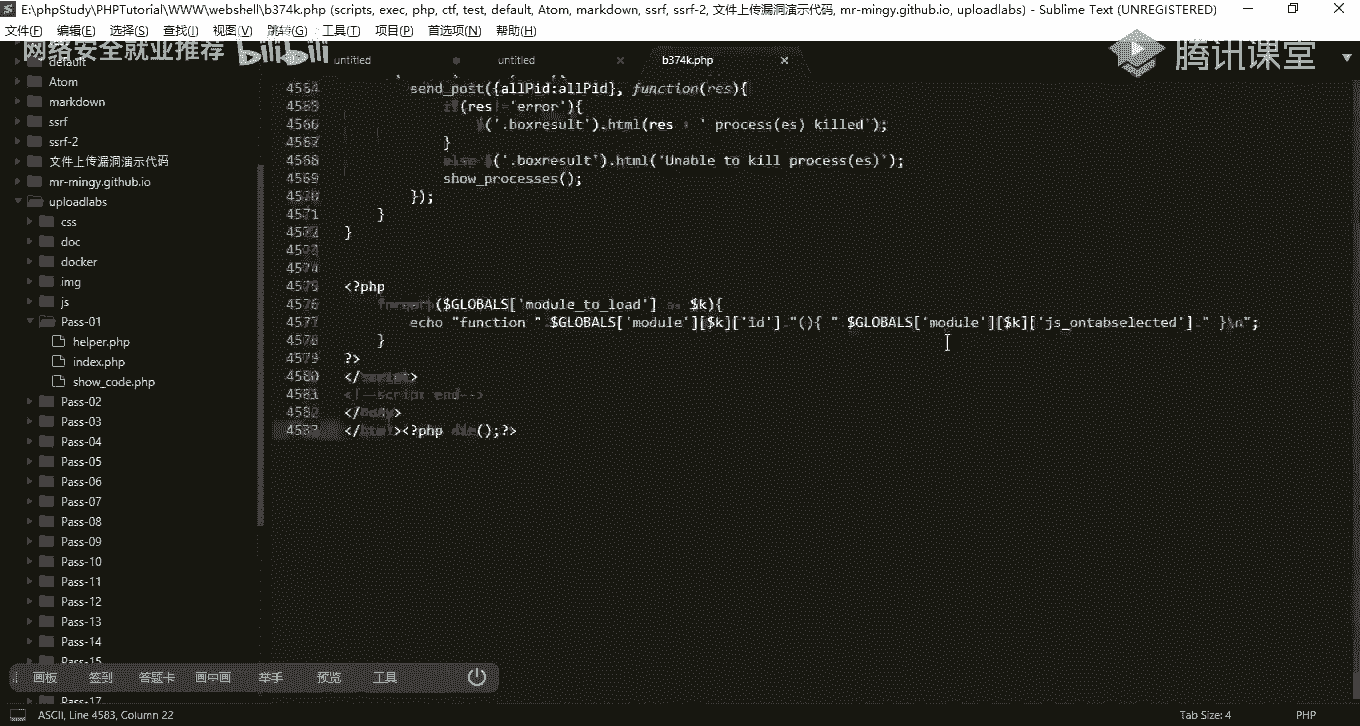 E:\phpStudy\PHPTutorial\WWW\webshell\b374k.php (scripts, exec, php, ctf, test, default, Atom, markdown, ssrf, ssrf-2, 文件上传漏洞演示代码, mr-mingy.github.io, uploadlabs) - Sublime Text (UNREGISTERED)
文件(F) 编辑(E) 选择(S) 查找(I) 视图(V) 跳转(G) 工具(T) 项目(P) 首选项(N) 帮助(H)
网络安全就业推荐 bilibili
腾讯课堂
default
untitled
untitled
b374k.php
Atom
markdown
ssrf
ssrf-2
文件上传漏洞演示代码
mr-mingy.github.io
uploadlabs
css
doc
docker
img
js
Pass-01
helper.php
index.php
show_code.php
Pass-02
Pass-03
Pass-04
Pass-05
Pass-06
Pass-07
Pass-08
Pass-09
Pass-10
Pass-11
Pass-12
Pass-13
Pass-14
Pass-15
Pass-17
4564 send_post({allPid:allPid}, function(res){
(res 'error'){
4566 ('.boxresult').html(res ' process(es) killed');
}
4568 ('.boxresult').html('Unable to kill process(es)');
4569 show_processes();
4570 });
4571 }
4572 }
4573
4574
4575 <?php
4576 ($GLOBALS['module_to_load'] $k){
4577 echo "function " $GLOBALS['module'][$k]['id'] "(){ " $GLOBALS['module'][$k]['js_ontabselected'] " }\n";
4578 }
4579 ?>
4580 </script>
4581 <!--script end-->
4582 </body>
4583 </html><?php die();?>
画板 签到 答题卡 画中画 举手 预览 工具
ASCII, Line 4583, Column 22
Tab Size: 4
PHP